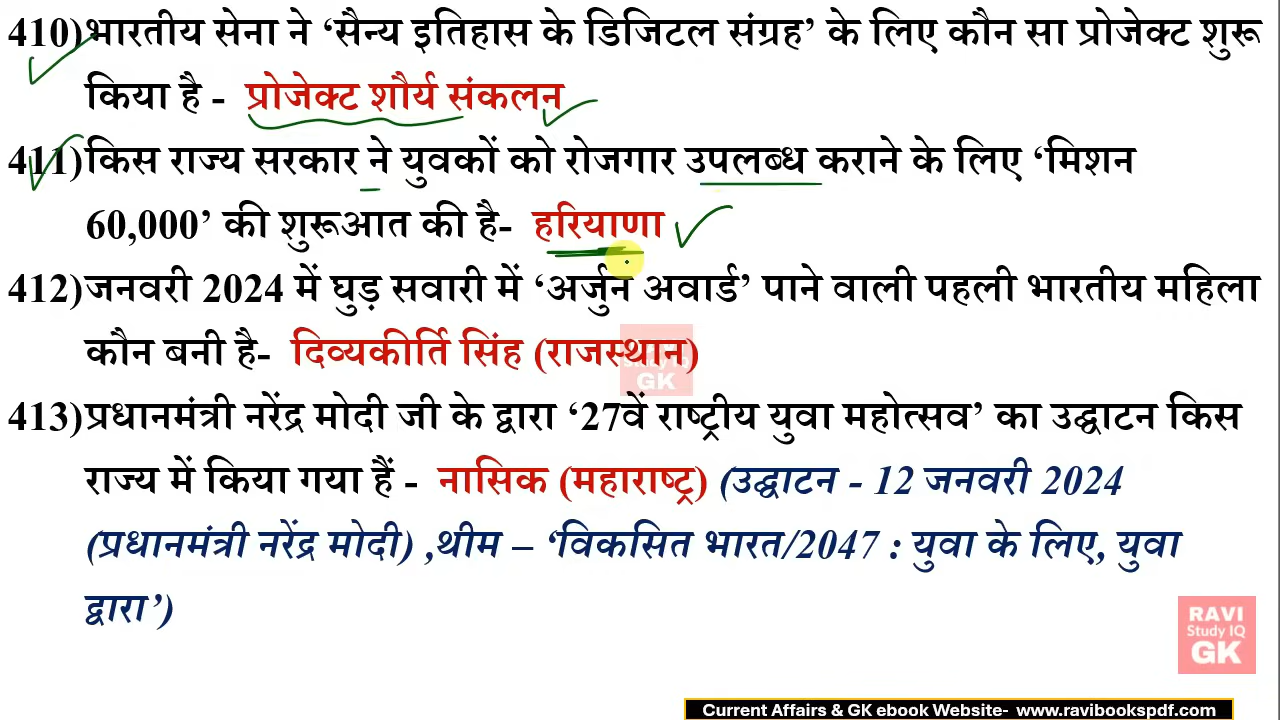 410)भारतीय सेना ने ‘सैन्य इतिहास के डिजिटल संग्रह’ के लिए कौन सा प्रोजेक्ट शुरू
किया है - प्रोजेक्ट शौर्य संकलन
411)किस राज्य सरकार ने युवकों को रोजगार उपलब्ध कराने के लिए ‘मिशन
60,000’ की शुरूआत की है- हरियाणा
412)जनवरी 2024 में घुड़ सवारी में ‘अर्जुन अवार्ड’ पाने वाली पहली भारतीय महिला
कौन बनी है- दिव्यकीर्ति सिंह (राजस्थान)
GK
413)प्रधानमंत्री नरेंद्र मोदी जी के द्वारा ‘27वें राष्ट्रीय युवा महोत्सव’ का उद्घाटन किस
राज्य में किया गया हैं - नासिक (महाराष्ट्र) (उद्घाटन - 12 जनवरी 2024
(प्रधानमंत्री नरेंद्र मोदी) ,थीम – ‘विकसित भारत/2047 : युवा के लिए, युवा
द्वारा’)
RAVI
Study IQ
GK
Current Affairs & GK ebook Website- www.ravibookspdf.com